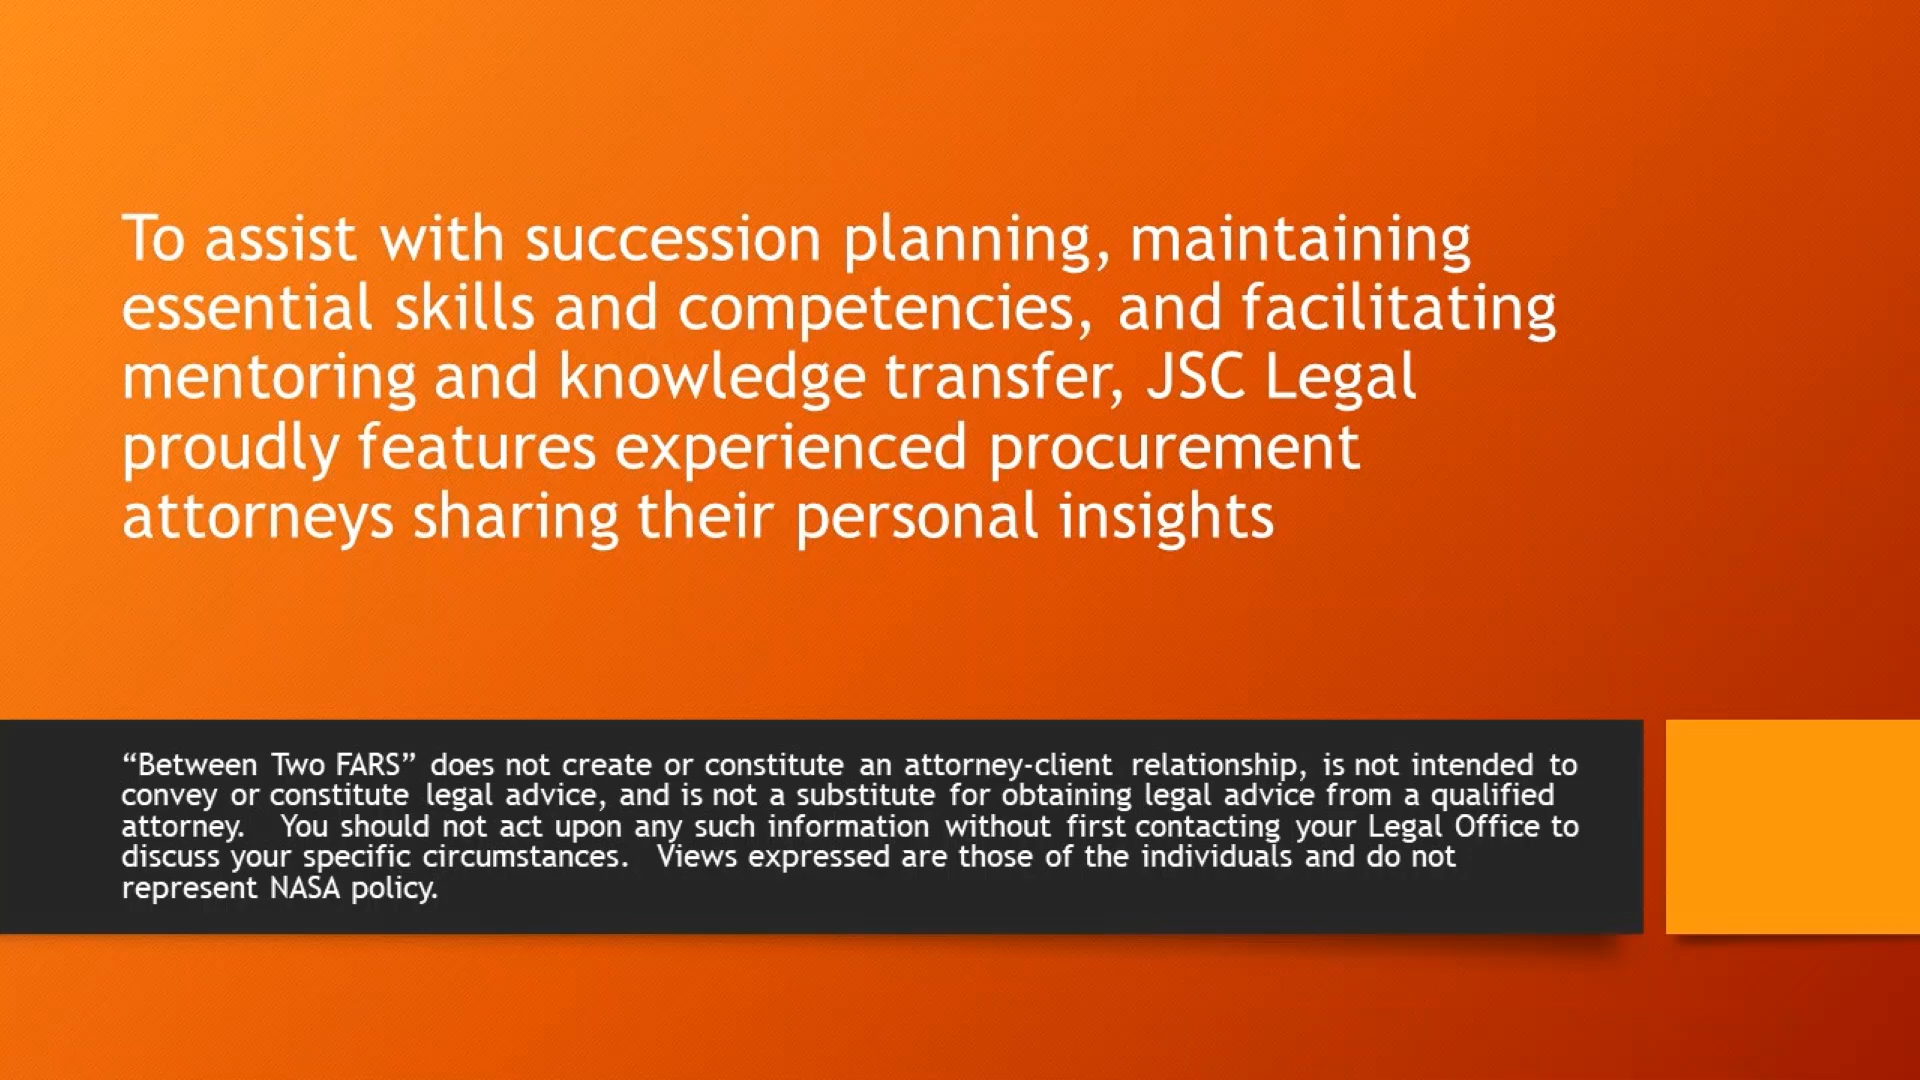 To assist with succession planning, maintaining
essential skills and competencies, and facilitating
mentoring and knowledge transfer, JSC Legal
proudly features experienced procurement
attorneys sharing their personal insights
“Between Two FARS” does not create or constitute an attorney-client relationship, is not intended to
convey or constitute legal advice, and is not a substitute for obtaining legal advice from a qualified
attorney. You should not act upon any such information without first contacting your Legal Office to
discuss your specific circumstances. Views expressed are those of the individuals and do not
represent NASA policy.